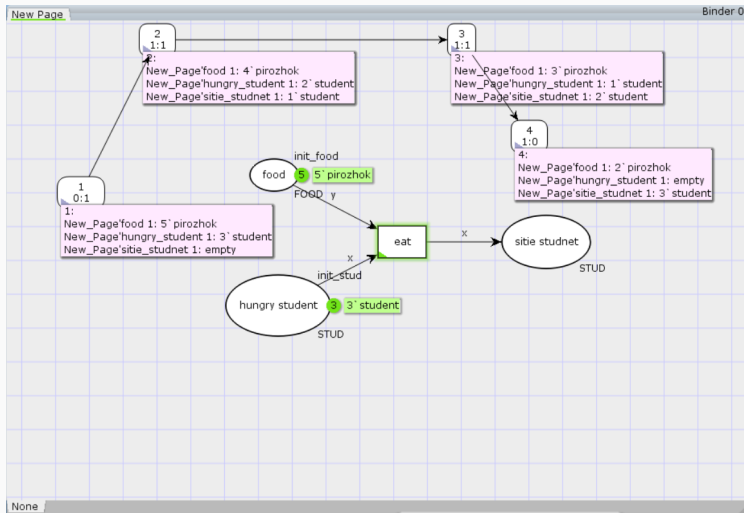 New Page
Binder 0
2
1:1
2:
New_Page'food 1: 4`pirozhok
New_Page'hungry_student 1: 2`student
New_Page'sitie_studnet 1: 1`student
3
1:1
3:
New_Page'food 1: 3`pirozhok
New_Page'hungry_student 1: 1`student
New_Page'sitie_studnet 1: 2`student
4
1:0
4:
New_Page'food 1: 2`pirozhok
New_Page'hungry_student 1: empty
New_Page'sitie_studnet 1: 3`student
1
0:1
1:
New_Page'food 1: 5`pirozhok
New_Page'hungry_student 1: 3`student
New_Page'sitie_studnet 1: empty
init_food
food
5
5`pirozhok
FOOD
y
eat
x
sitie studnet
STUD
x
init_stud
hungry student
3
3`student
STUD
None